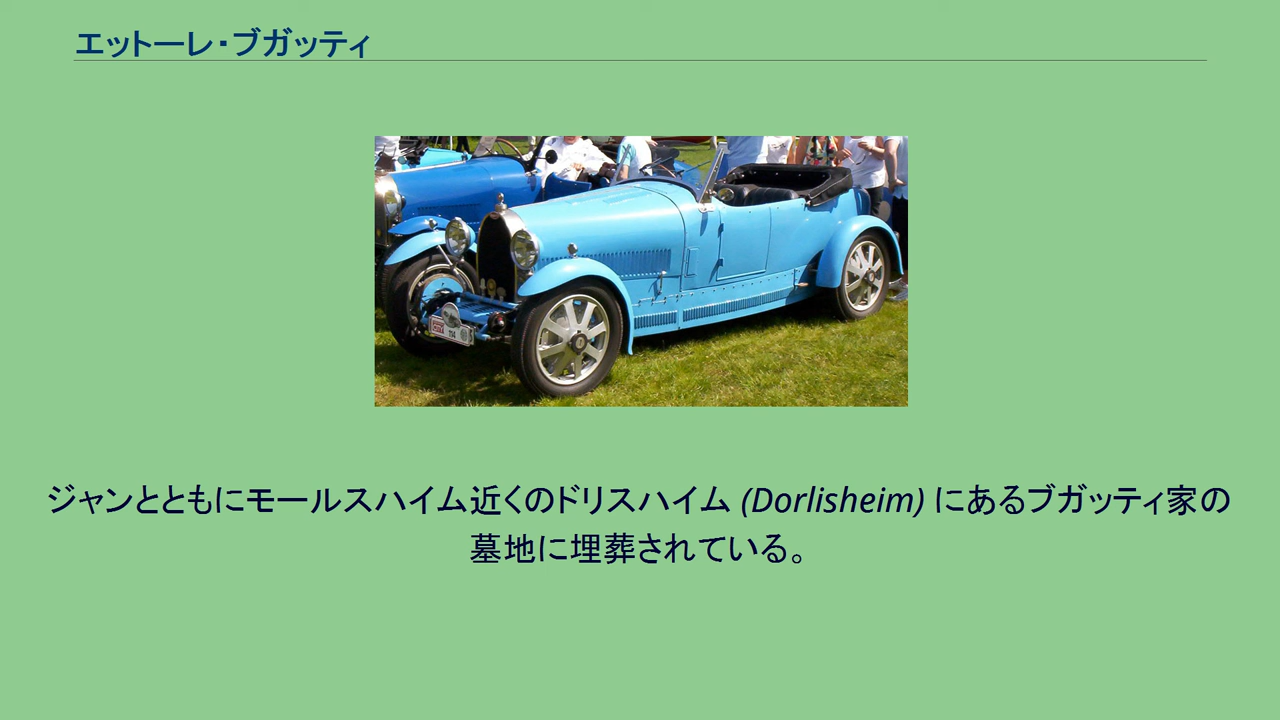 エットーレ・ブガッティ
ジャンとともにモールスハイム近くのドリスハイム (Dorlisheim) にあるブガッティ家の
墓地に埋葬されている。